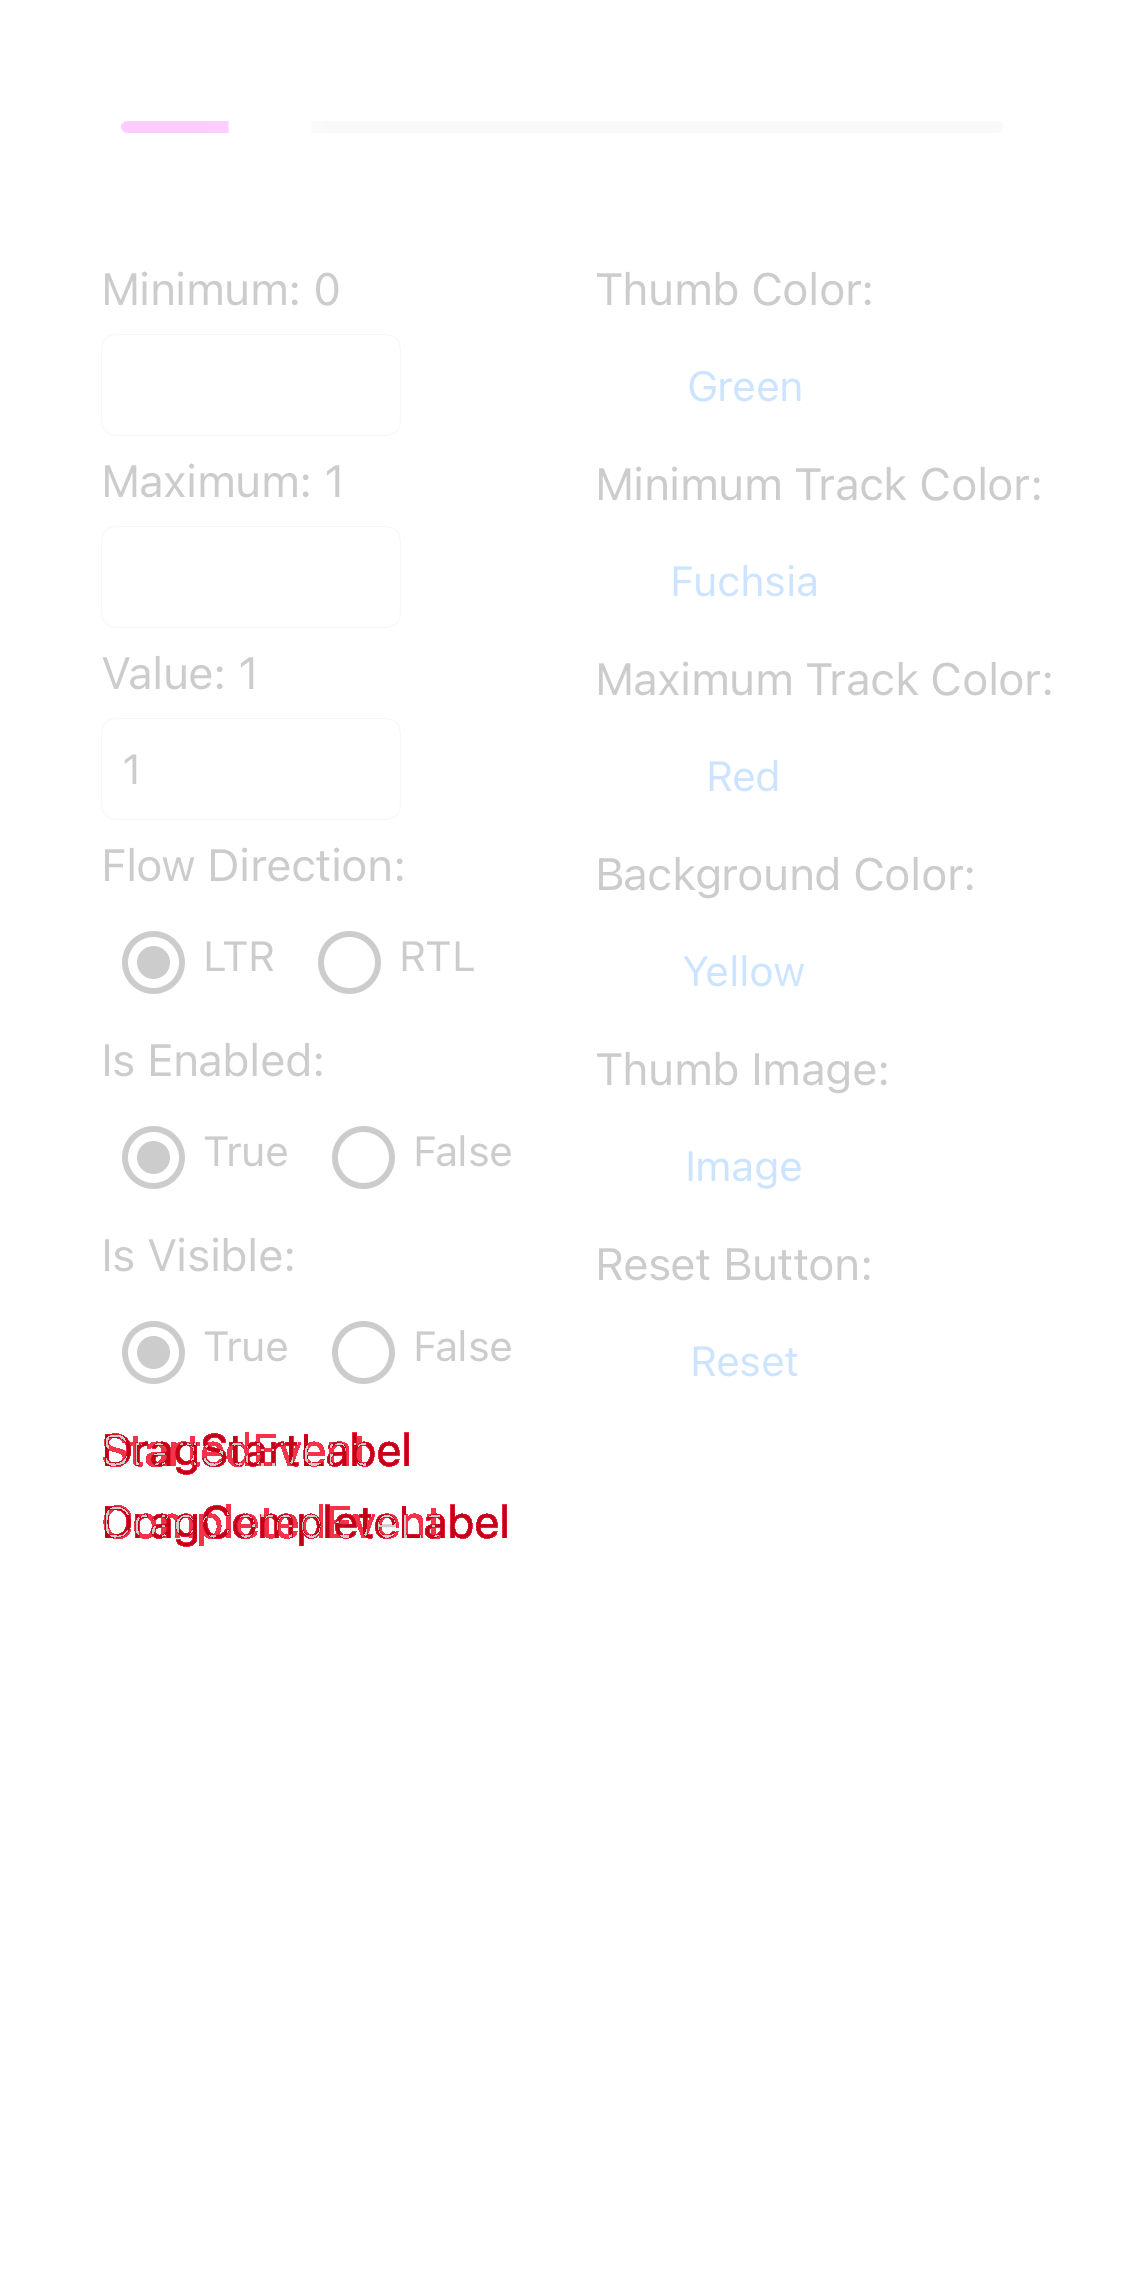 Minimum: 0
Thumb Color:
Green
Maximum: 1
Minimum Track Color:
Fuchsia
Value: 1
Maximum Track Color:
Red
1
Flow Direction:
Background Color:
LTR RTL
Yellow
Is Enabled:
Thumb Image:
True False
Image
Is Visible:
Reset Button:
True False
Reset
DragStartLabel
DragCompleteLabel